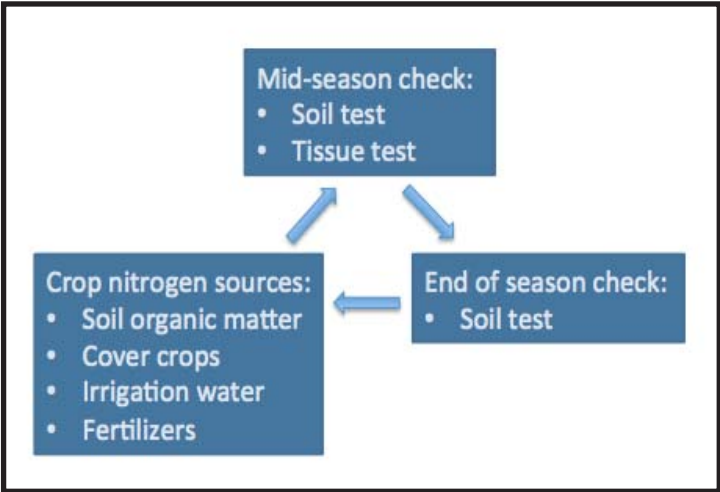 Mid-season check:
• Soil test
• Tissue test
Crop nitrogen sources:
• Soil organic matter
• Cover crops
• Irrigation water
• Fertilizers
End of season check:
• Soil test